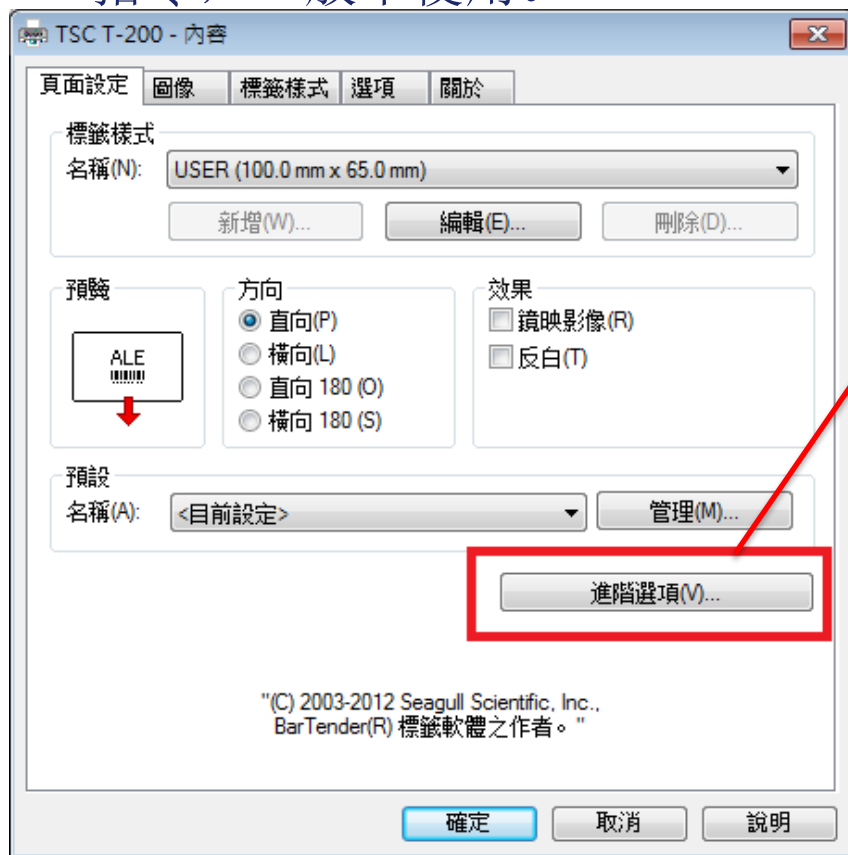 TSC T-200 - 內容
頁面設定 圖像 標籤樣式 選項 關於
標籤樣式
名稱(N): USER (100.0 mm x 65.0 mm)
新增(W)... 編輯(E)... 刪除(D)...
預覽 方向 效果
直向(P) 鏡映影像(R)
ALE 橫向(L) 反白(T)
直向 180 (O)
橫向 180 (S)
預設
名稱(A): <目前設定> 管理(M)...
進階選項(V)...
"(C) 2003-2012 Seagull Scientific, Inc.,
BarTender(R) 標籤軟體之作者。"
確定 取消 說明